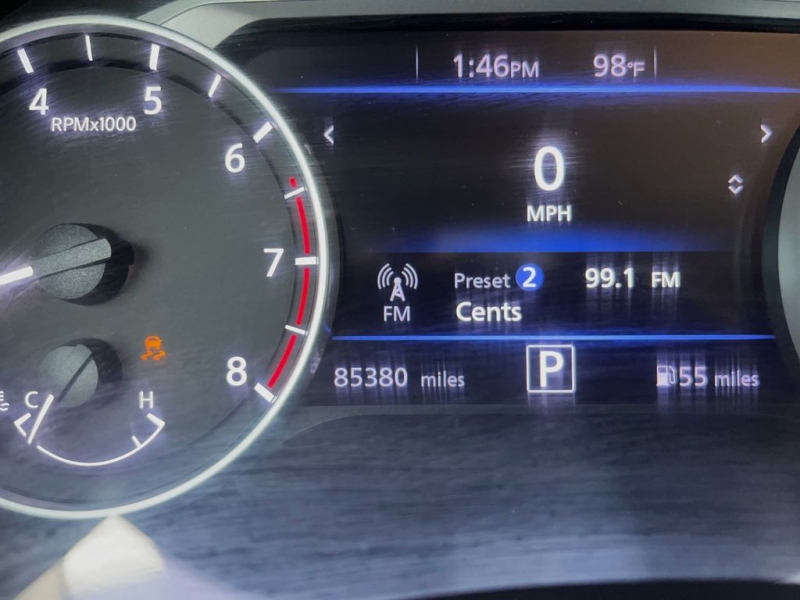 1:46PM 98°F
4 5 6 7 8
RPMx1000
0
MPH
Preset 2 99.1 FM
FM Cents
85380 miles P 55 miles
C H